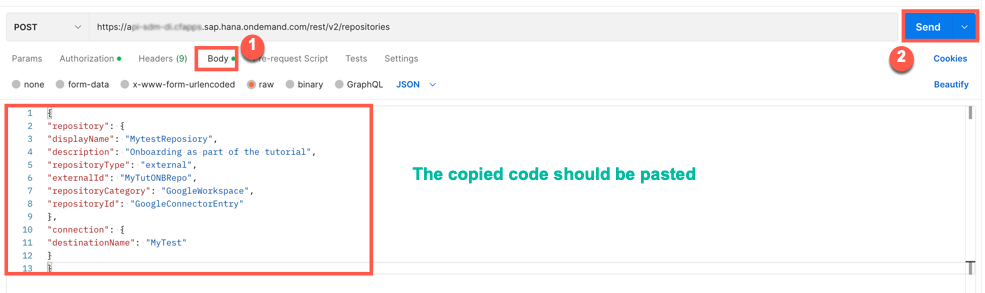 POST https://a .sap.hana.ondemand.com/rest/v2/repositories Send
1
2
Params Authorization Headers (9) Body Pre-request Script Tests Settings Cookies
none form-data x-www-form-urlencoded raw binary GraphQL JSON Beautify
1 {
2 "repository": {
3 "displayName": "MytestReposiory",
4 "description": "Onboarding as part of the tutorial",
5 "repositoryType": "external",
6 "externalId": "MyTutONBRepo",
7 "repositoryCategory": "GoogleWorkspace",
8 "repositoryId": "GoogleConnectorEntry"
9 },
10 "connection": {
11 "destinationName": "MyTest"
12 }
13 }
The copied code should be pasted